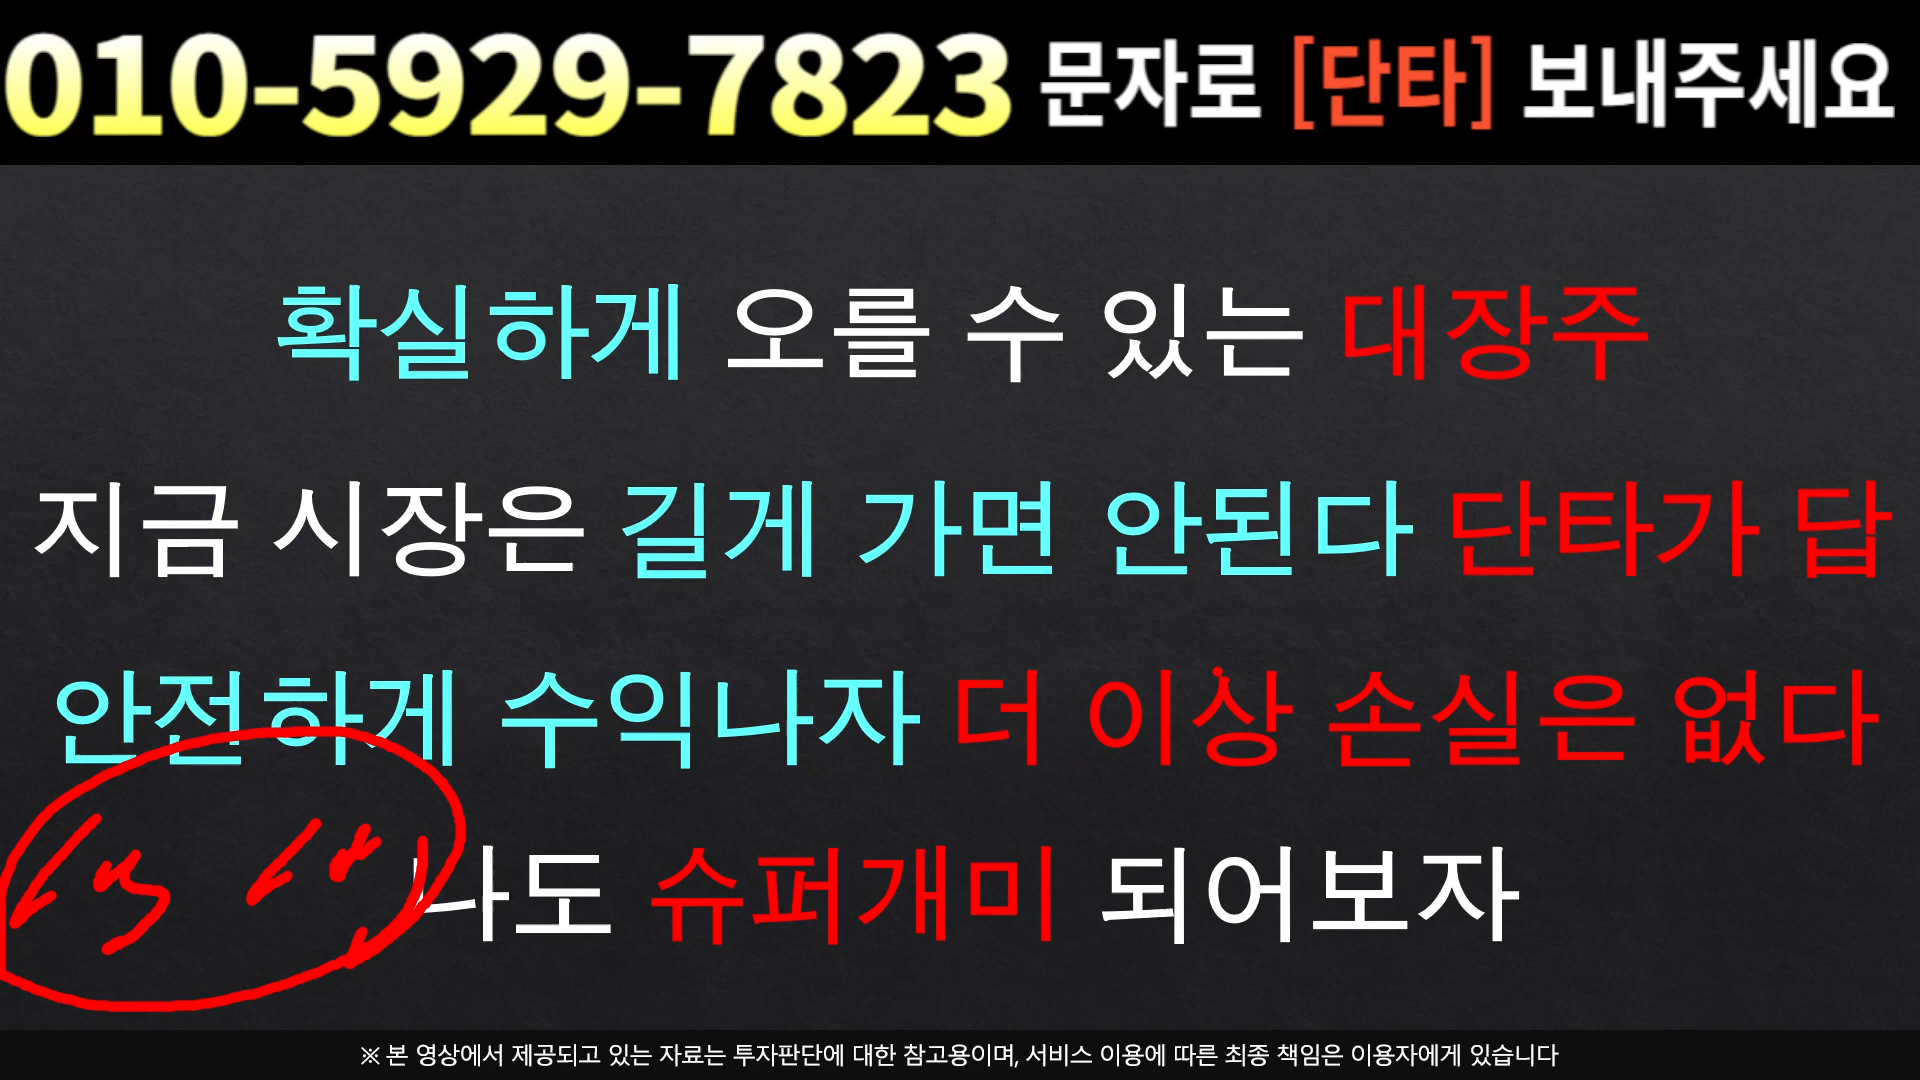 010-5929-7823 문자로 [단타] 보내주세요
확실하게 오를 수 있는 대장주
지금 시장은 길게 가면 안된다 단타가 답
안전하게 수익나자 더 이상 손실은 없다
나도 슈퍼개미 되어보자
※ 본 영상에서 제공되고 있는 자료는 투자판단에 대한 참고용이며, 서비스 이용에 따른 최종 책임은 이용자에게 있습니다